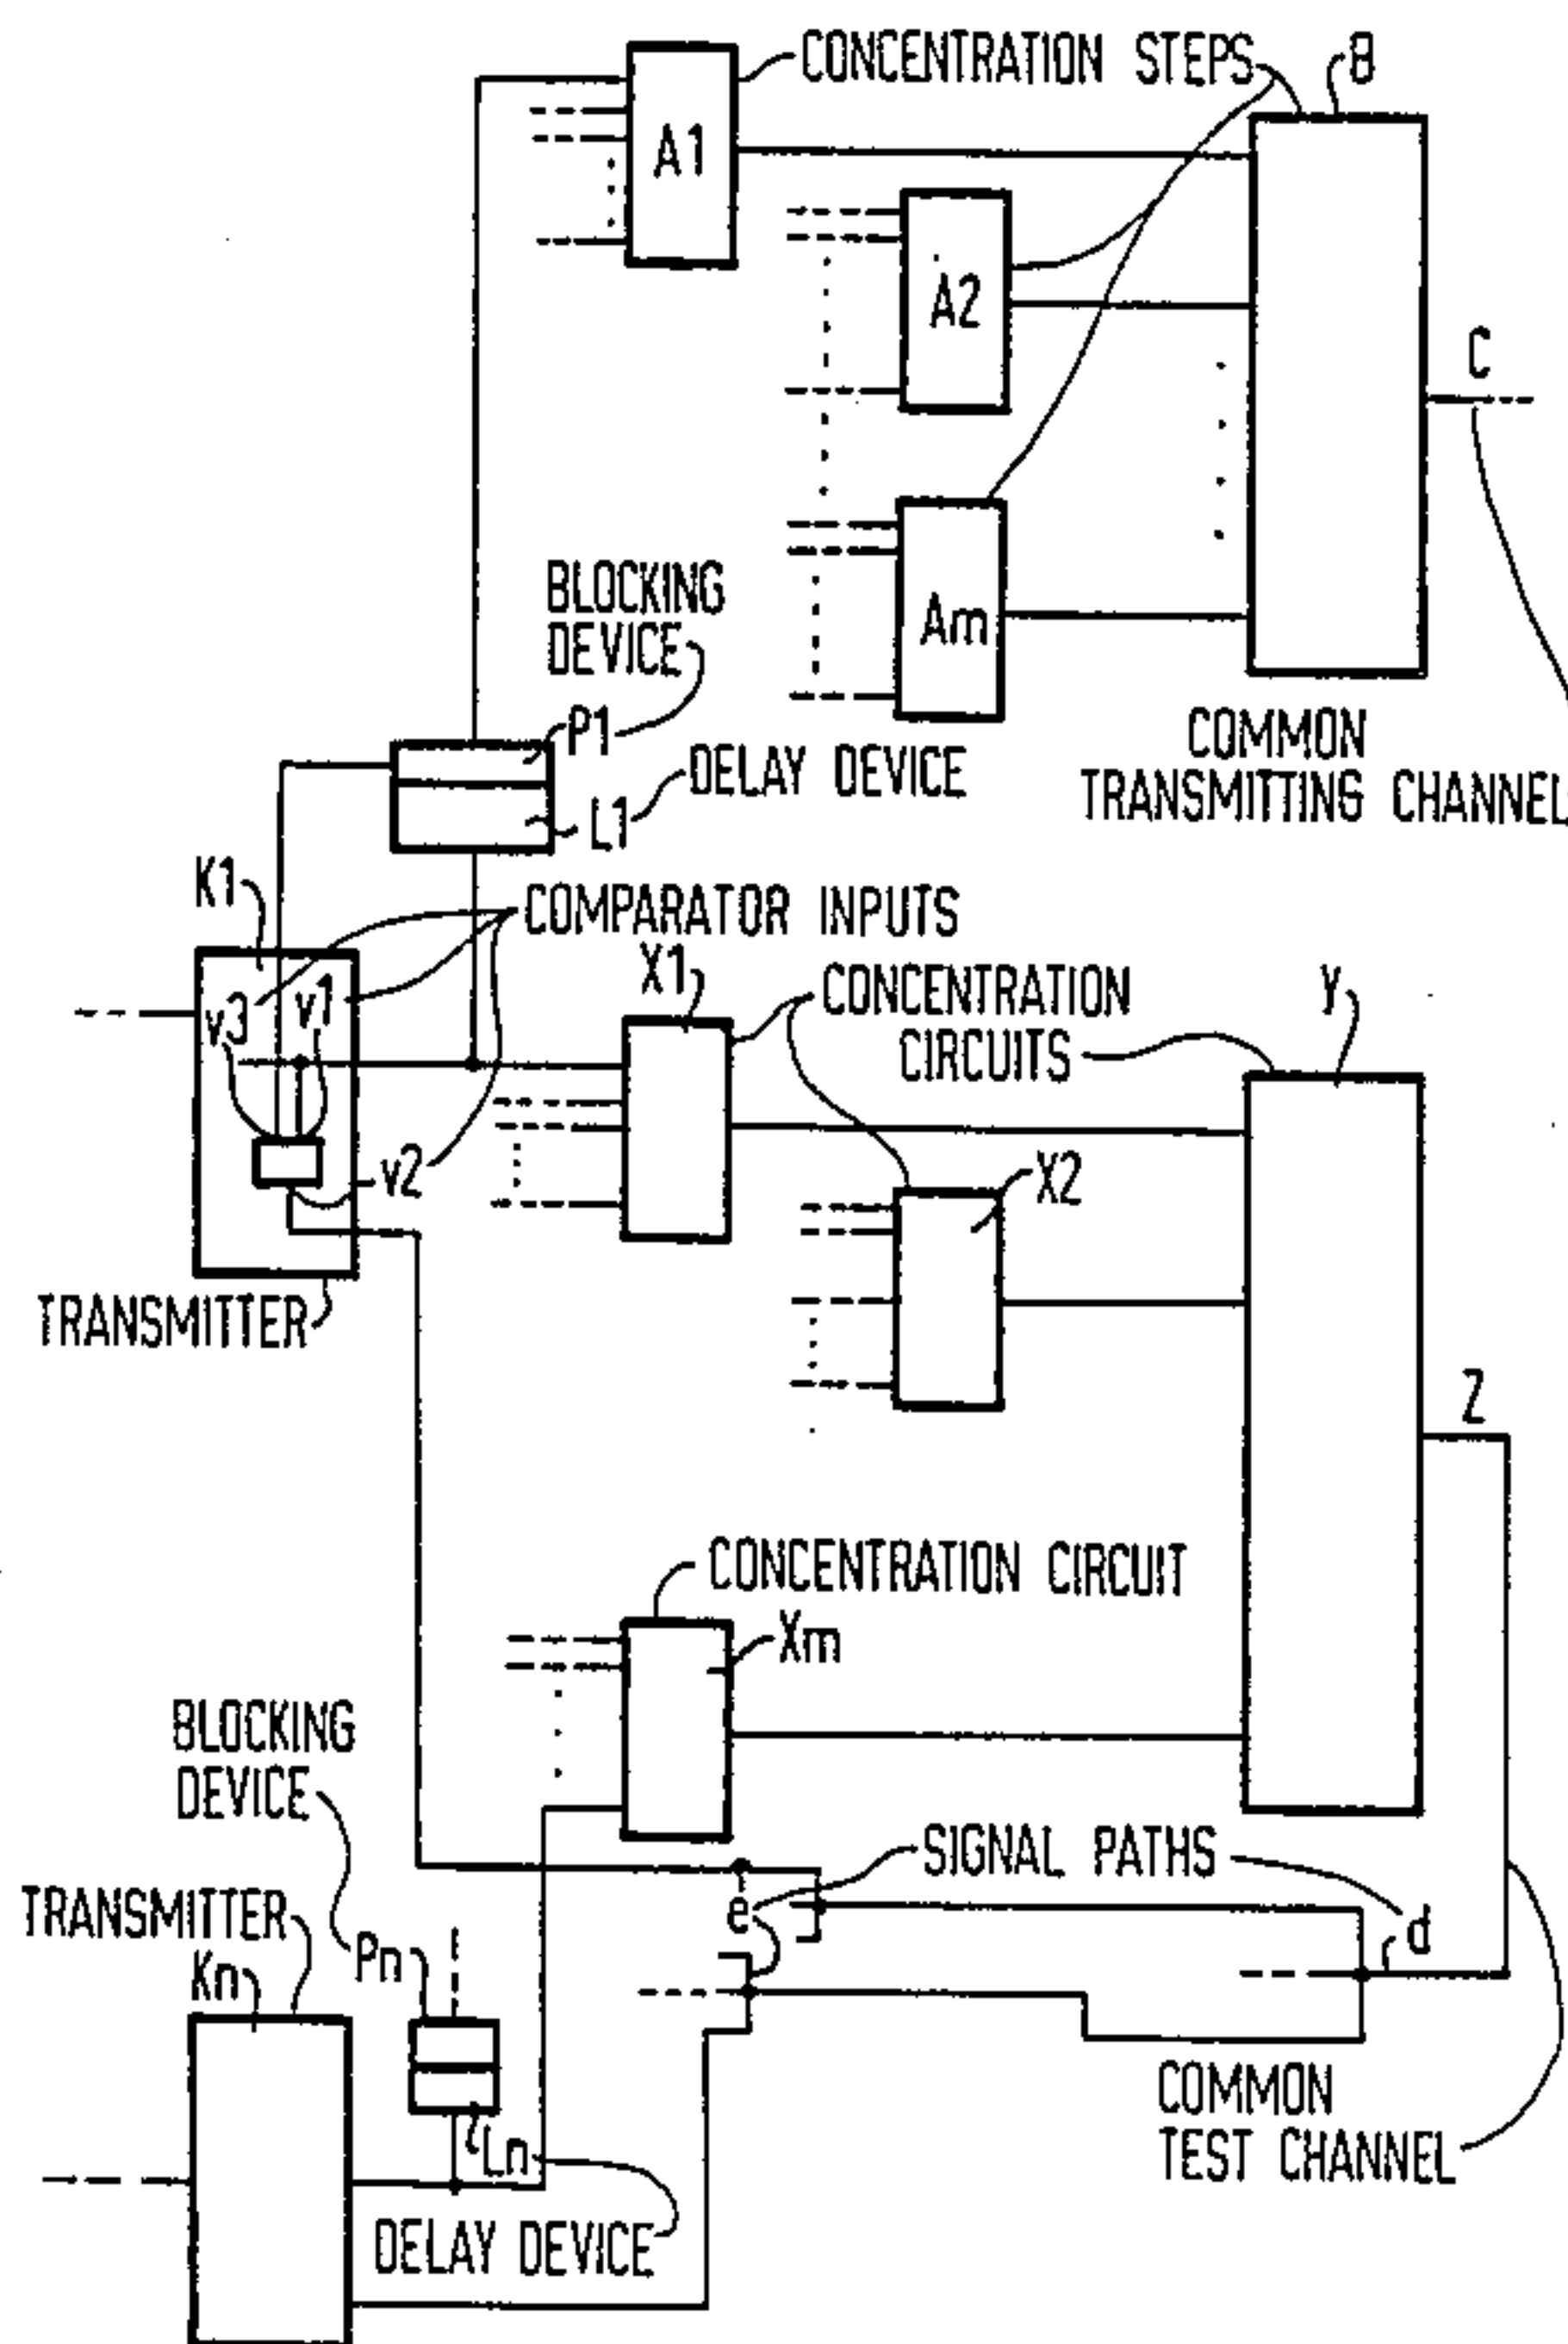 CONCENTRATION STEPS
B
A1
A2
C
Am
BLOCKING
DEVICE
P1
DELAY DEVICE
L1
COMMON
TRANSMITTING CHANNEL
K1
COMPARATOR INPUTS
v3
v1
X1
CONCENTRATION
CIRCUITS
Y
v2
X2
TRANSMITTER
Z
CONCENTRATION CIRCUIT
Xm
BLOCKING
DEVICE
SIGNAL PATHS
TRANSMITTER
e
d
Pn
Kn
COMMON
TEST CHANNEL
Ln
DELAY DEVICE